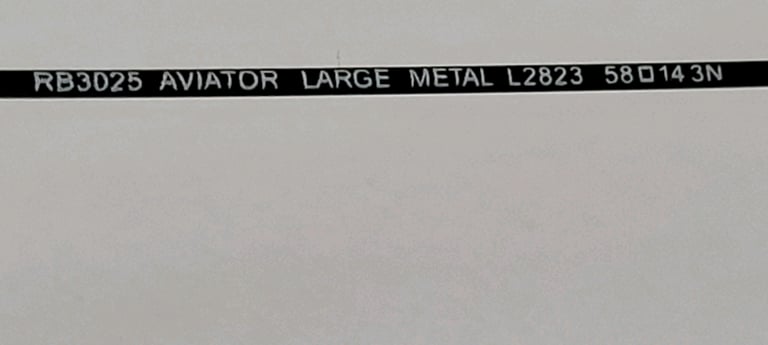 RB3025 AVIATOR LARGE METAL L2823 58□14 3N